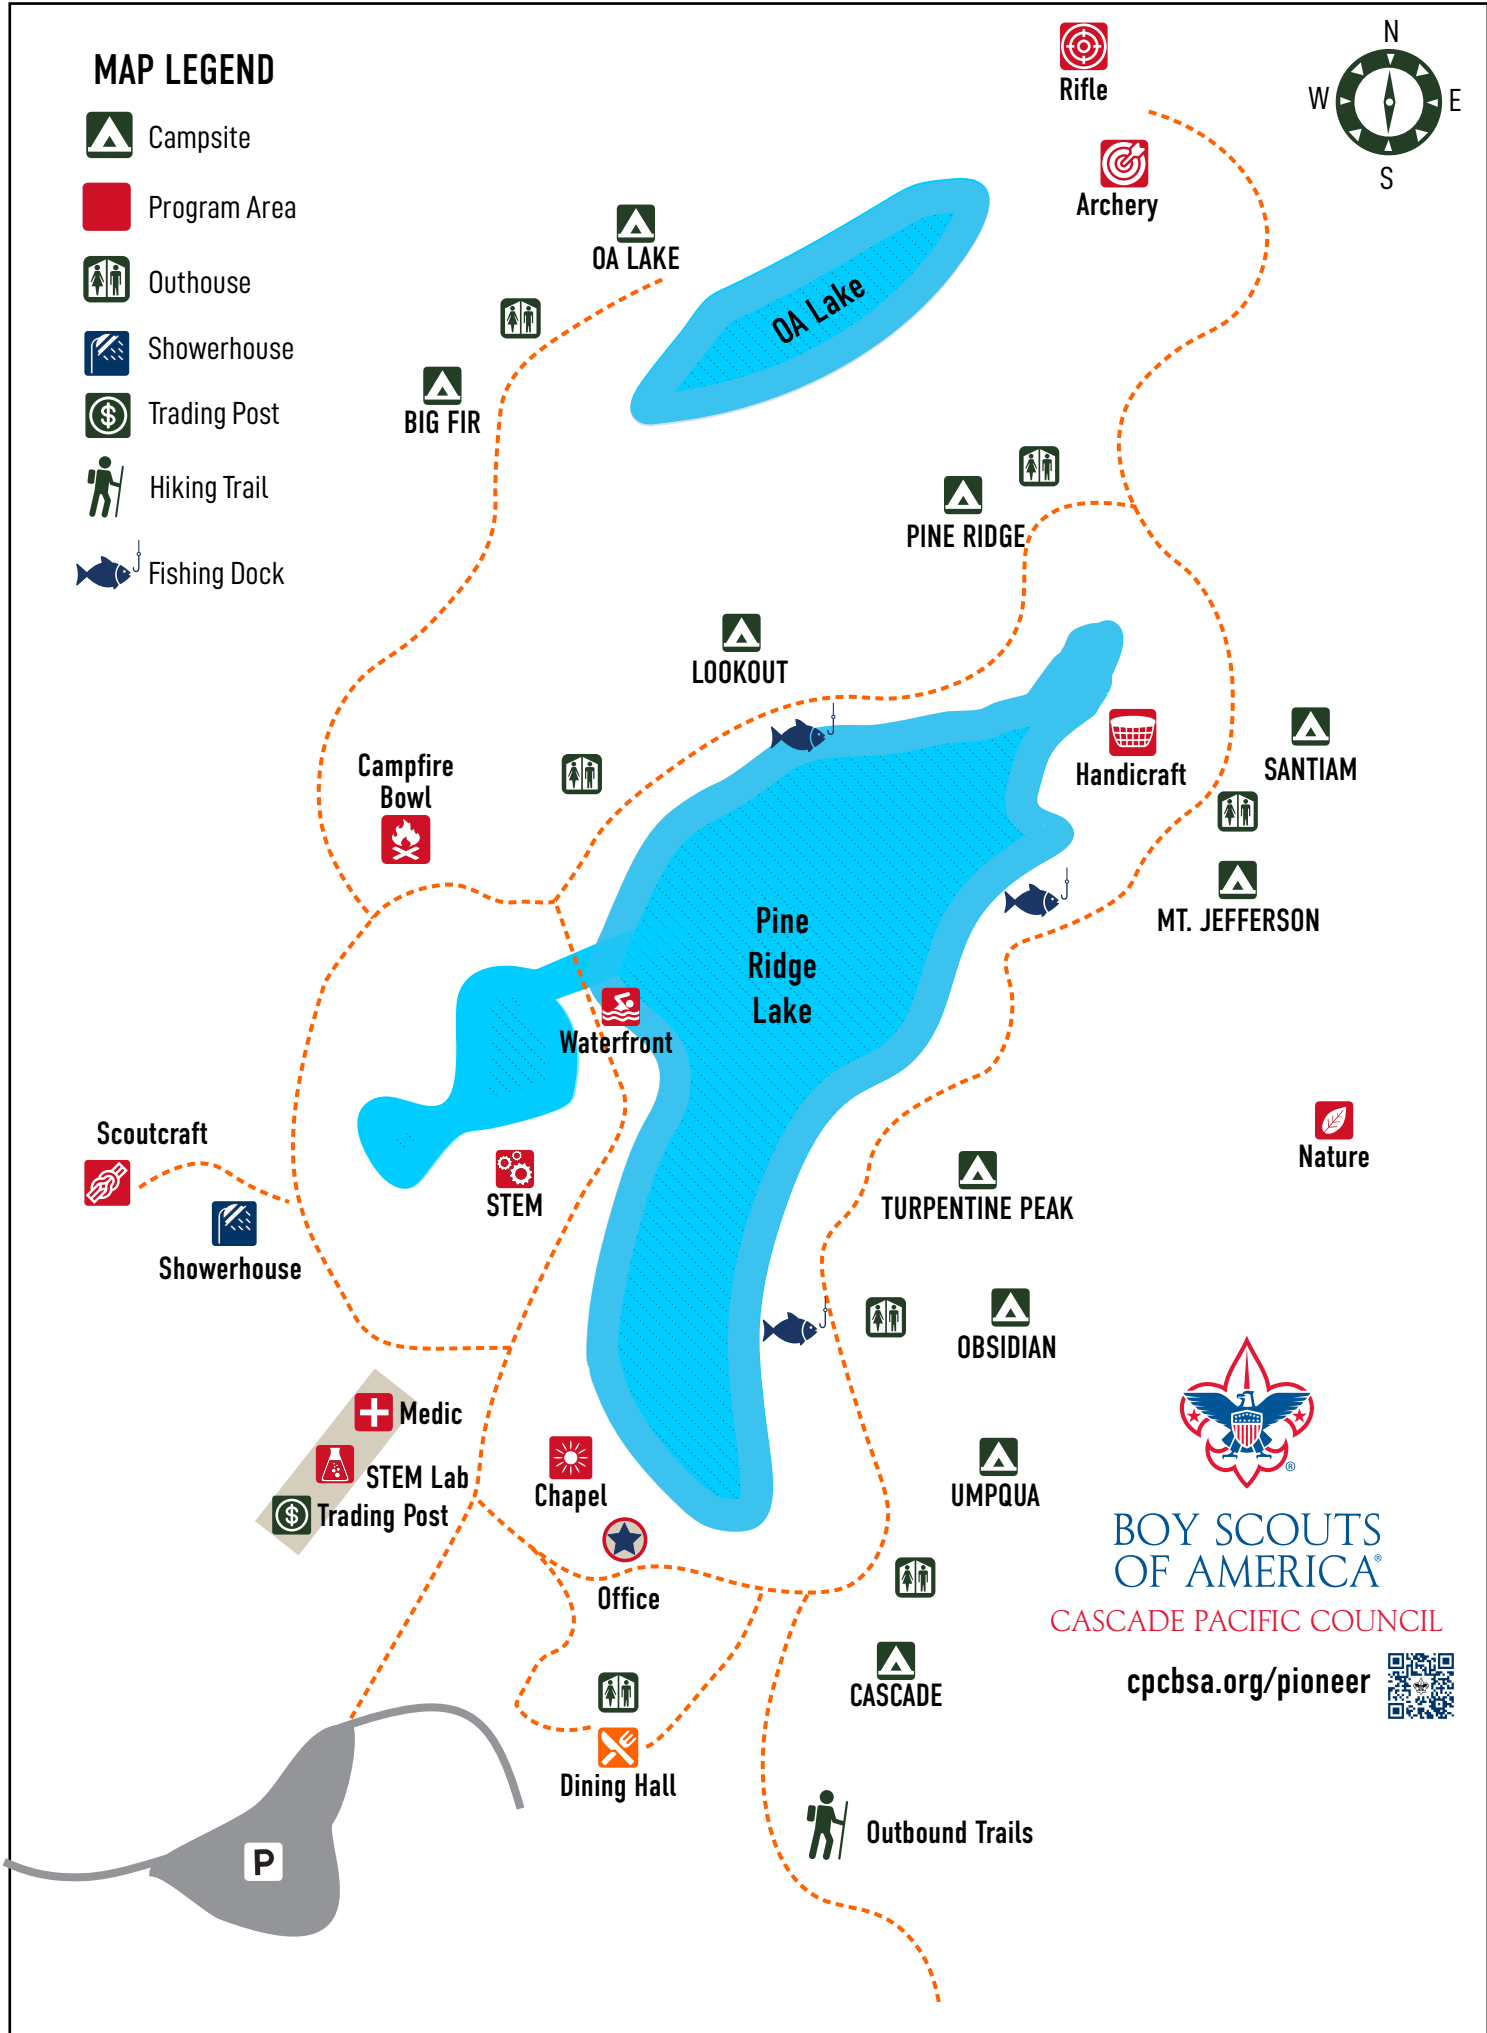 MAP LEGEND
Campsite
Program Area
Outhouse
Showerhouse
$
Trading Post
Hiking Trail
Fishing Dock
N
W
E
S
Rifle
Archery
OA LAKE
OA Lake
BIG FIR
PINE RIDGE
LOOKOUT
Campfire
Bowl
Handicraft
SANTIAM
MT. JEFFERSON
Pine
Ridge
Lake
Waterfront
Scoutcraft
STEM
Showerhouse
Nature
TURPENTINE PEAK
OBSIDIAN
Medic
STEM Lab
$
Trading Post
Chapel
UMPQUA
Office
CASCADE
Dining Hall
Outbound Trails
P
®
BOY SCOUTS
OF AMERICA®
CASCADE PACIFIC COUNCIL
cpcbsa.org/pioneer